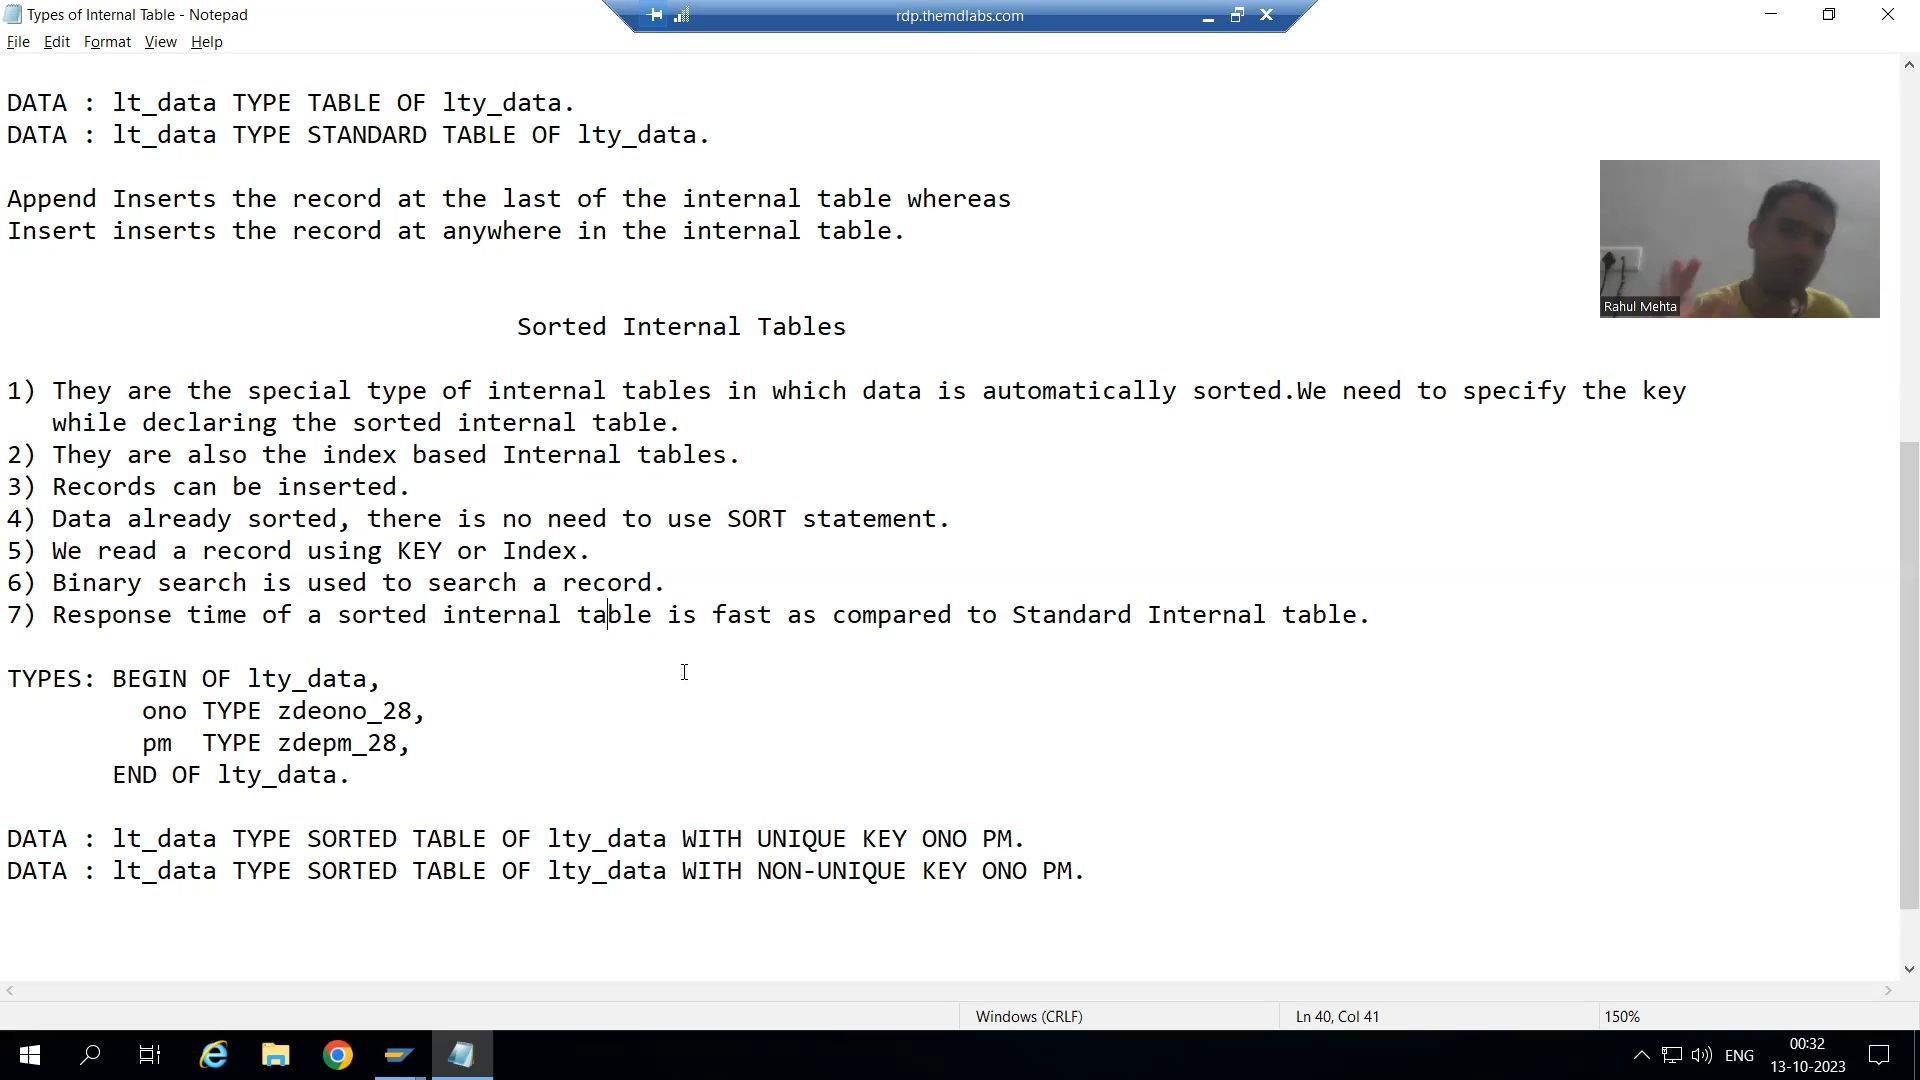 Types of Internal Table - Notepad
rdp.themdlabs.com
File Edit Format View Help
DATA : lt_data TYPE TABLE OF lty_data.
DATA : lt_data TYPE STANDARD TABLE OF lty_data.
Append Inserts the record at the last of the internal table whereas
Insert inserts the record at anywhere in the internal table.
Rahul Mehta
Sorted Internal Tables
1) They are the special type of internal tables in which data is automatically sorted.We need to specify the key
while declaring the sorted internal table.
2) They are also the index based Internal tables.
3) Records can be inserted.
4) Data already sorted, there is no need to use SORT statement.
5) We read a record using KEY or Index.
6) Binary search is used to search a record.
7) Response time of a sorted internal table is fast as compared to Standard Internal table.
TYPES: BEGIN OF lty_data,
ono TYPE zdeono_28,
pm TYPE zdepm_28,
END OF lty_data.
DATA : lt_data TYPE SORTED TABLE OF lty_data WITH UNIQUE KEY ONO PM.
DATA : lt_data TYPE SORTED TABLE OF lty_data WITH NON-UNIQUE KEY ONO PM.
Windows (CRLF) Ln 40, Col 41 150%
ENG
00:32
13-10-2023